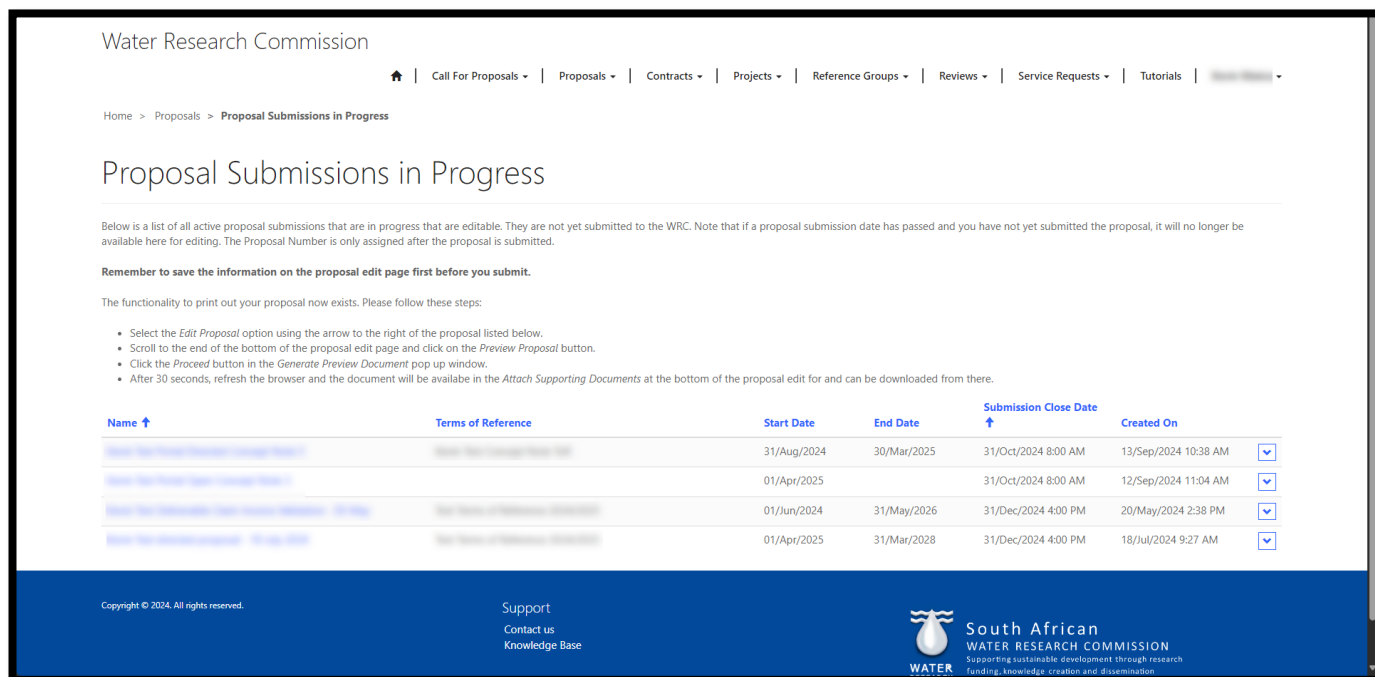 Water Research Commission
Call For Proposals
Proposals
Contracts
Projects
Reference Groups
Reviews
Service Requests
Tutorials
Home > Proposals > Proposal Submissions in Progress
Proposal Submissions in Progress
Below is a list of all active proposal submissions that are in progress that are editable. They are not yet submitted to the WRC. Note that if a proposal submission date has passed and you have not yet submitted the proposal, it will no longer be
available here for editing. The Proposal Number is only assigned after the proposal is submitted.
Remember to save the information on the proposal edit page first before you submit.
The functionality to print out your proposal now exists. Please follow these steps:
• Select the Edit Proposal option using the arrow to the right of the proposal listed below.
• Scroll to the end of the bottom of the proposal edit page and click on the Preview Proposal button.
• Click the Proceed button in the Generate Preview Document pop up window.
• After 30 seconds, refresh the browser and the document will be availabe in the Attach Supporting Documents at the bottom of the proposal edit for and can be downloaded from there.
Name Terms of Reference Start Date End Date Submission Close Date Created On
31/Aug/2024 30/Mar/2025 31/Oct/2024 8:00 AM 13/Sep/2024 10:38 AM
01/Apr/2025 31/Oct/2024 8:00 AM 12/Sep/2024 11:04 AM
01/Jun/2024 31/May/2026 31/Dec/2024 4:00 PM 20/May/2024 2:38 PM
01/Apr/2025 31/Mar/2028 31/Dec/2024 4:00 PM 18/Jul/2024 9:27 AM
Copyright © 2024. All rights reserved.
Support
Contact us
Knowledge Base
WATER
South African
WATER RESEARCH COMMISSION
Supporting sustainable development through research
funding, knowledge creation and dissemination